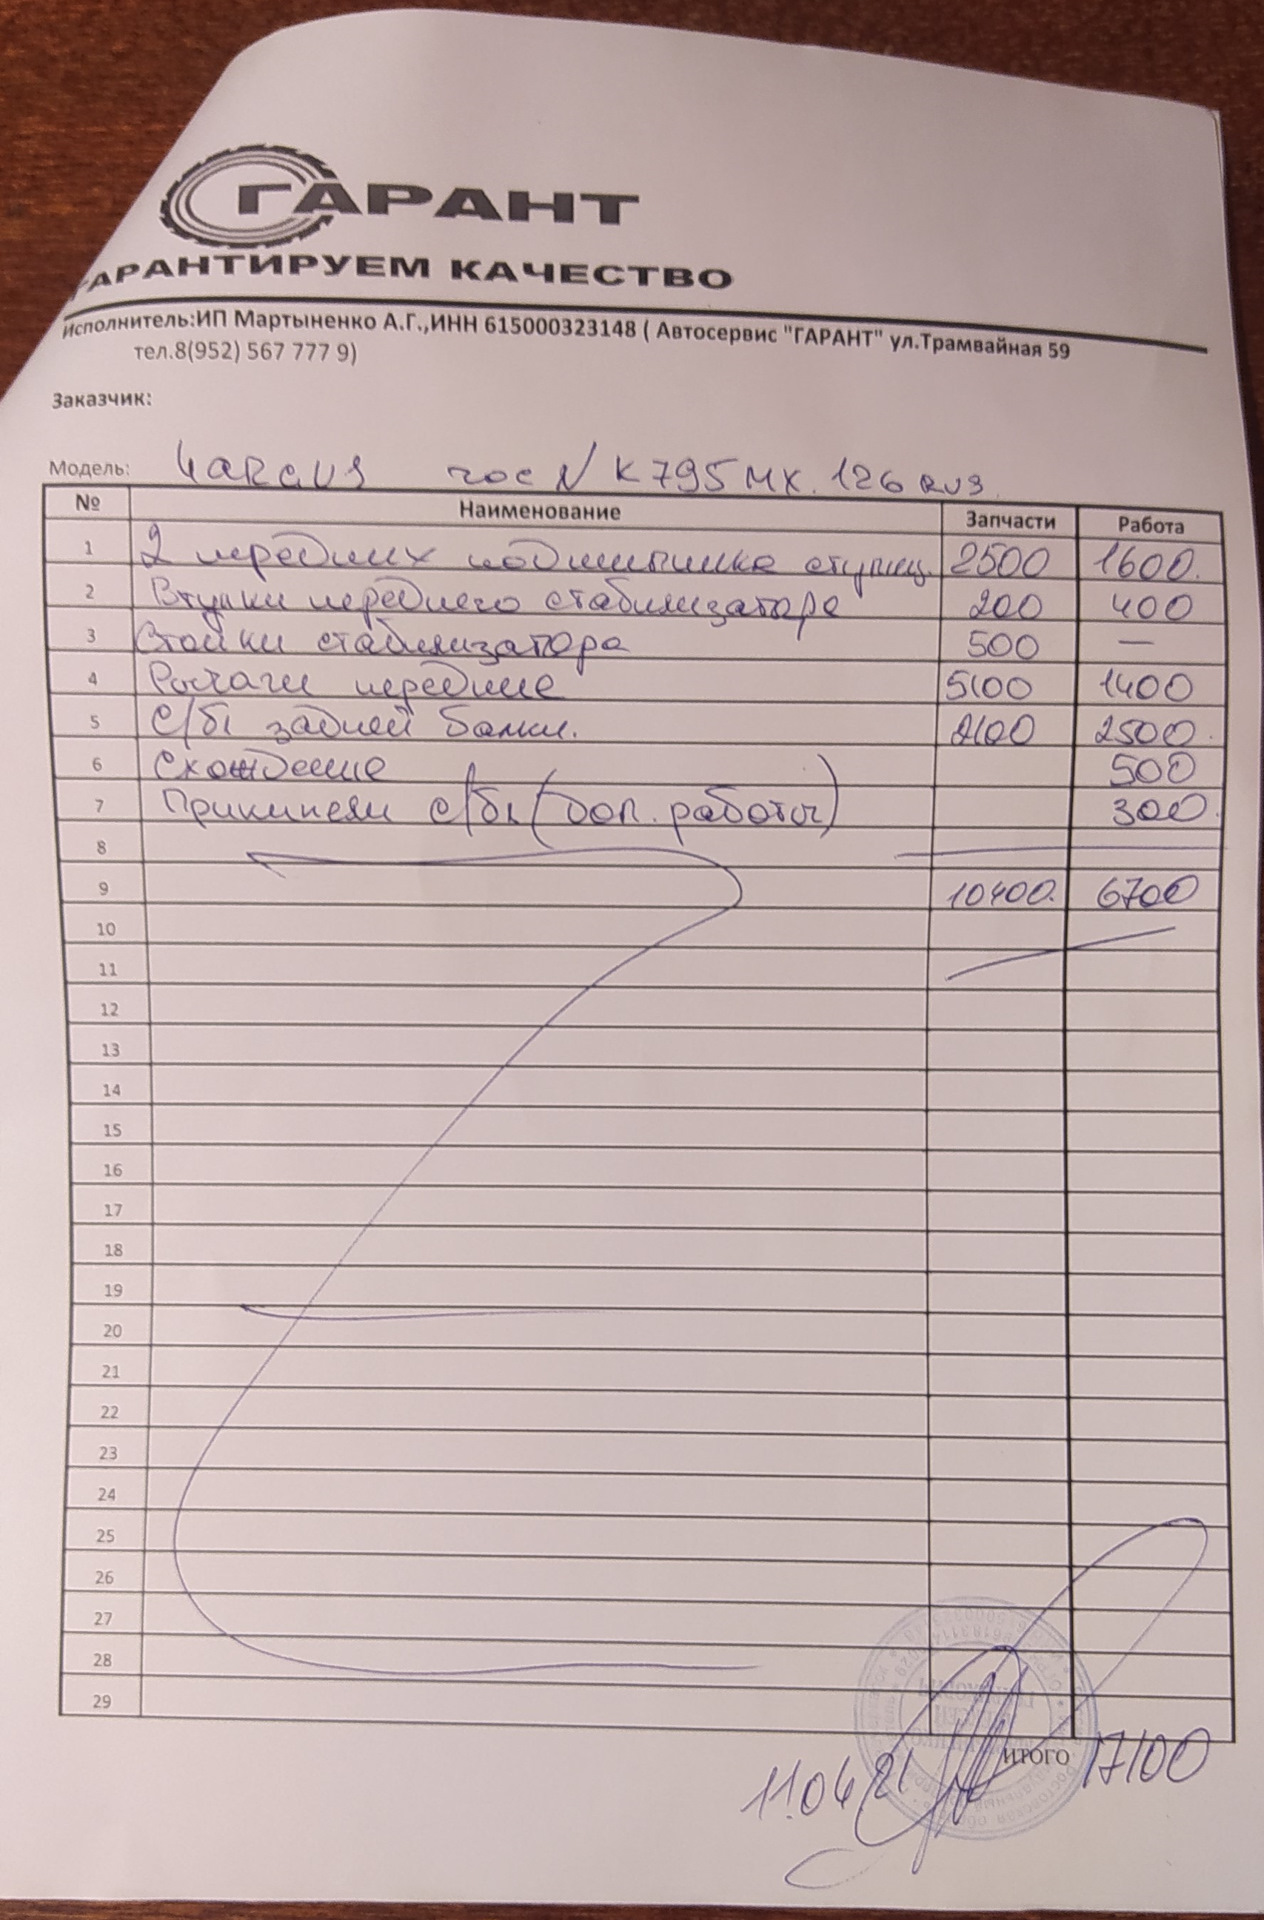 ГАРАНТ
ГАРАНТИРУЕМ КАЧЕСТВО
Исполнитель:ИП Мартыненко А.Г.,ИНН 615000323148 ( Автосервис "ГАРАНТ" ул.Трамвайная 59
тел.8(952) 567 777 9)
Заказчик:
Модель: Largus гос N К 795 МХ. 126 RUS
№ Наименование Запчасти Работа
1 2 передних подшипника ступиц. 2500 1600.
2 Втулки переднего стабилизатора 200 400
3 Стойки стабилизатора 500 —
4 Рычаги передние 5100 1400
5 с/бл задней балки. 2100 2500.
6 Схождение 500
7 Прикипели с/бл (доп. работы) 300.
8
9 10400. 6700
10
11
12
13
14
15
16
17
18
19
20
21
22
23
24
25
26
27
28
29
11.04.21 ИТОГО 17100